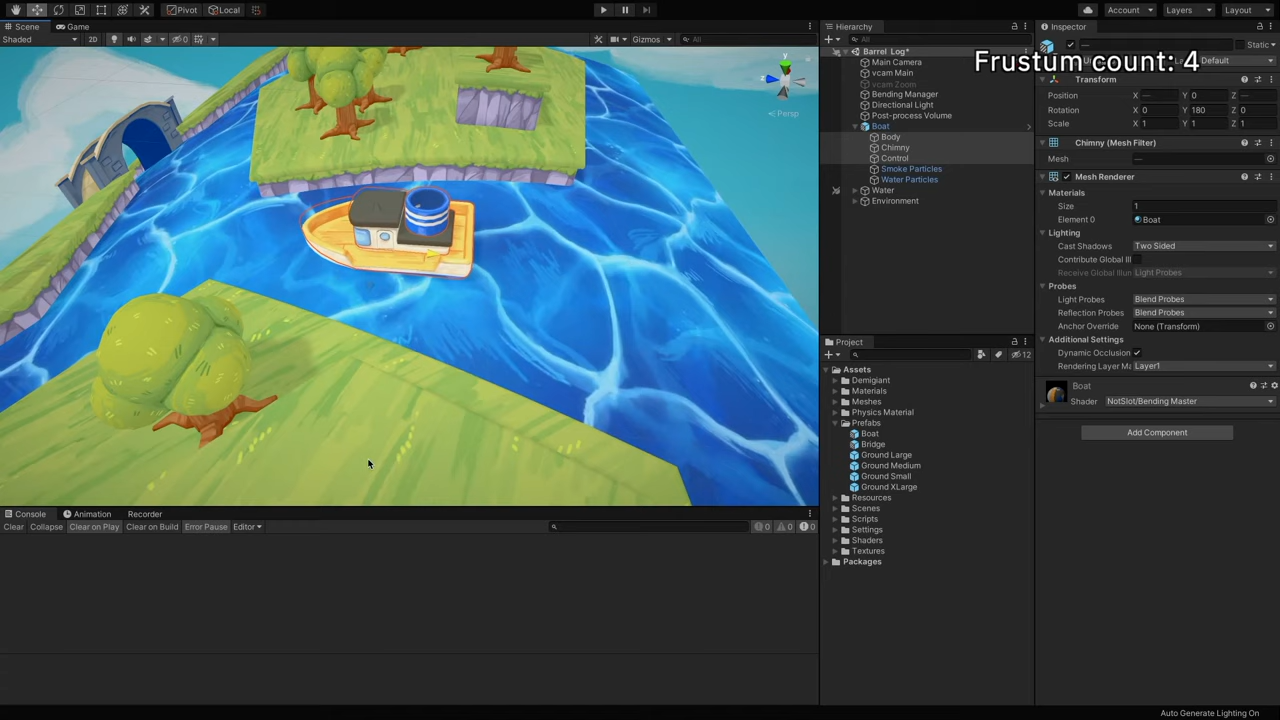 Pivot
Local
Account
Layers
Layout
Scene
Game
Shaded
2D
0
Gizmos
All
Persp
y
z
Console
Animation
Recorder
Clear
Collapse
Clear on Play
Clear on Build
Error Pause
Editor
0
0
0
Hierarchy
All
Barrel Log*
Main Camera
vcam Main
vcam Zoom
Bending Manager
Directional Light
Post-process Volume
Boat
Body
Chimny
Control
Smoke Particles
Water Particles
Water
Environment
Project
12
Assets
Demigiant
Materials
Meshes
Physics Material
Prefabs
Boat
Bridge
Ground Large
Ground Medium
Ground Small
Ground XLarge
Resources
Scenes
Scripts
Settings
Shaders
Textures
Packages
Inspector
Static
Frustum count: 4
Default
Transform
Position X — Y 0 Z —
Rotation X 0 Y 180 Z 0
Scale X 1 Y 1 Z 1
Chimny (Mesh Filter)
Mesh —
Mesh Renderer
Materials
Size 1
Element 0 Boat
Lighting
Cast Shadows Two Sided
Contribute Global Ill
Receive Global Illum Light Probes
Probes
Light Probes Blend Probes
Reflection Probes Blend Probes
Anchor Override None (Transform)
Additional Settings
Dynamic Occlusion
Rendering Layer Ma Layer1
Boat
Shader NotSlot/Bending Master
Add Component
Auto Generate Lighting On